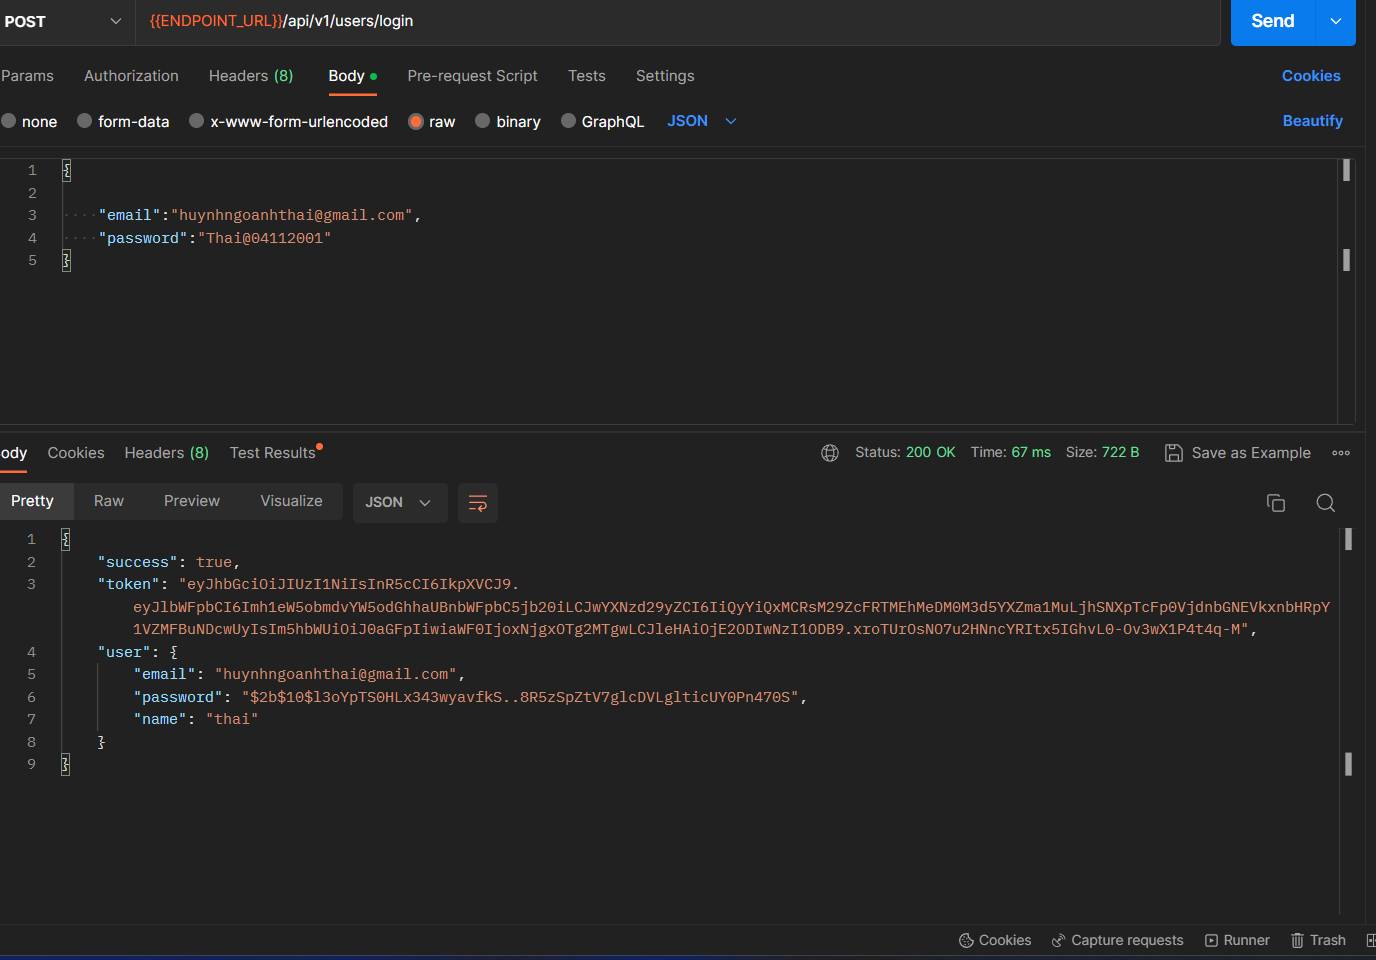 POST {{ENDPOINT_URL}}/api/v1/users/login Send
Params Authorization Headers (8) Body Pre-request Script Tests Settings Cookies
none form-data x-www-form-urlencoded raw binary GraphQL JSON Beautify
1 {
2
3 "email":"huynhngoanhthai@gmail.com",
4 "password":"Thai@04112001"
5 }
ody Cookies Headers (8) Test Results Status: 200 OK Time: 67 ms Size: 722 B Save as Example
Pretty Raw Preview Visualize JSON
1 {
2 "success": true,
3 "token": "eyJhbGciOiJIUzI1NiIsInR5cCI6IkpXVCJ9.
eyJlbWFpbCI6Imh1eW5obmdvYW5odGhhaUBnbWFpbC5jb20iLCJwYXNzd29yZCI6IiQyYiQxMCRsM29ZcFRTMEhMeDM0M3d5YXZma1MuLjhSNXpTcFp0VjdnbGNEVkxnbHRpY
1VZMFBuNDcwUyIsIm5hbWUiOiJ0aGFpIiwiaWF0IjoxNjgxOTg2MTgwLCJleHAiOjE2ODIwNzI1ODB9.xroTUrOsNO7u2HNncYRItx5IGhvL0-Ov3wX1P4t4q-M",
4 "user": {
5 "email": "huynhngoanhthai@gmail.com",
6 "password": "$2b$10$l3oYpTS0HLx343wyavfkS..8R5zSpZtV7glcDVLglticUY0Pn470S",
7 "name": "thai"
8 }
9 }
Cookies Capture requests Runner Trash